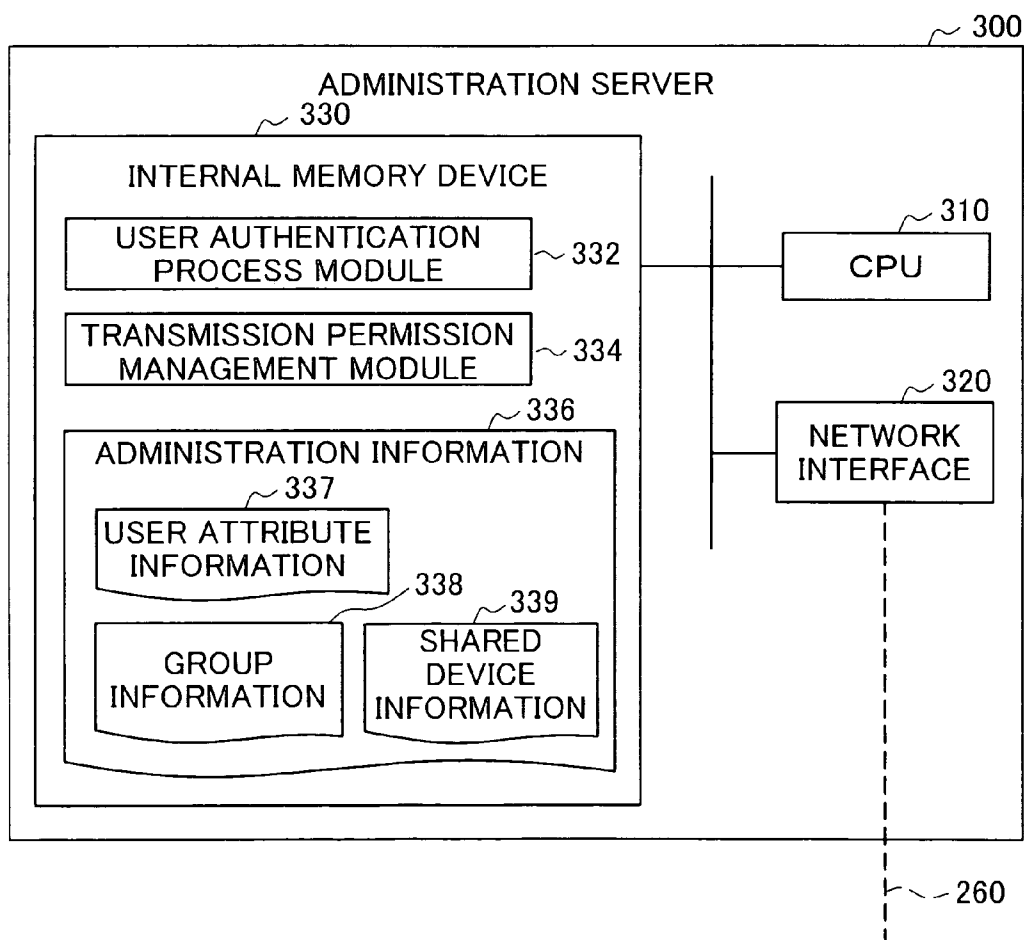 300
ADMINISTRATION SERVER
330
INTERNAL MEMORY DEVICE
USER AUTHENTICATION
PROCESS MODULE
332
TRANSMISSION PERMISSION
MANAGEMENT MODULE
334
336
ADMINISTRATION INFORMATION
337
USER ATTRIBUTE
INFORMATION
338
GROUP
INFORMATION
339
SHARED
DEVICE
INFORMATION
310
CPU
320
NETWORK
INTERFACE
260